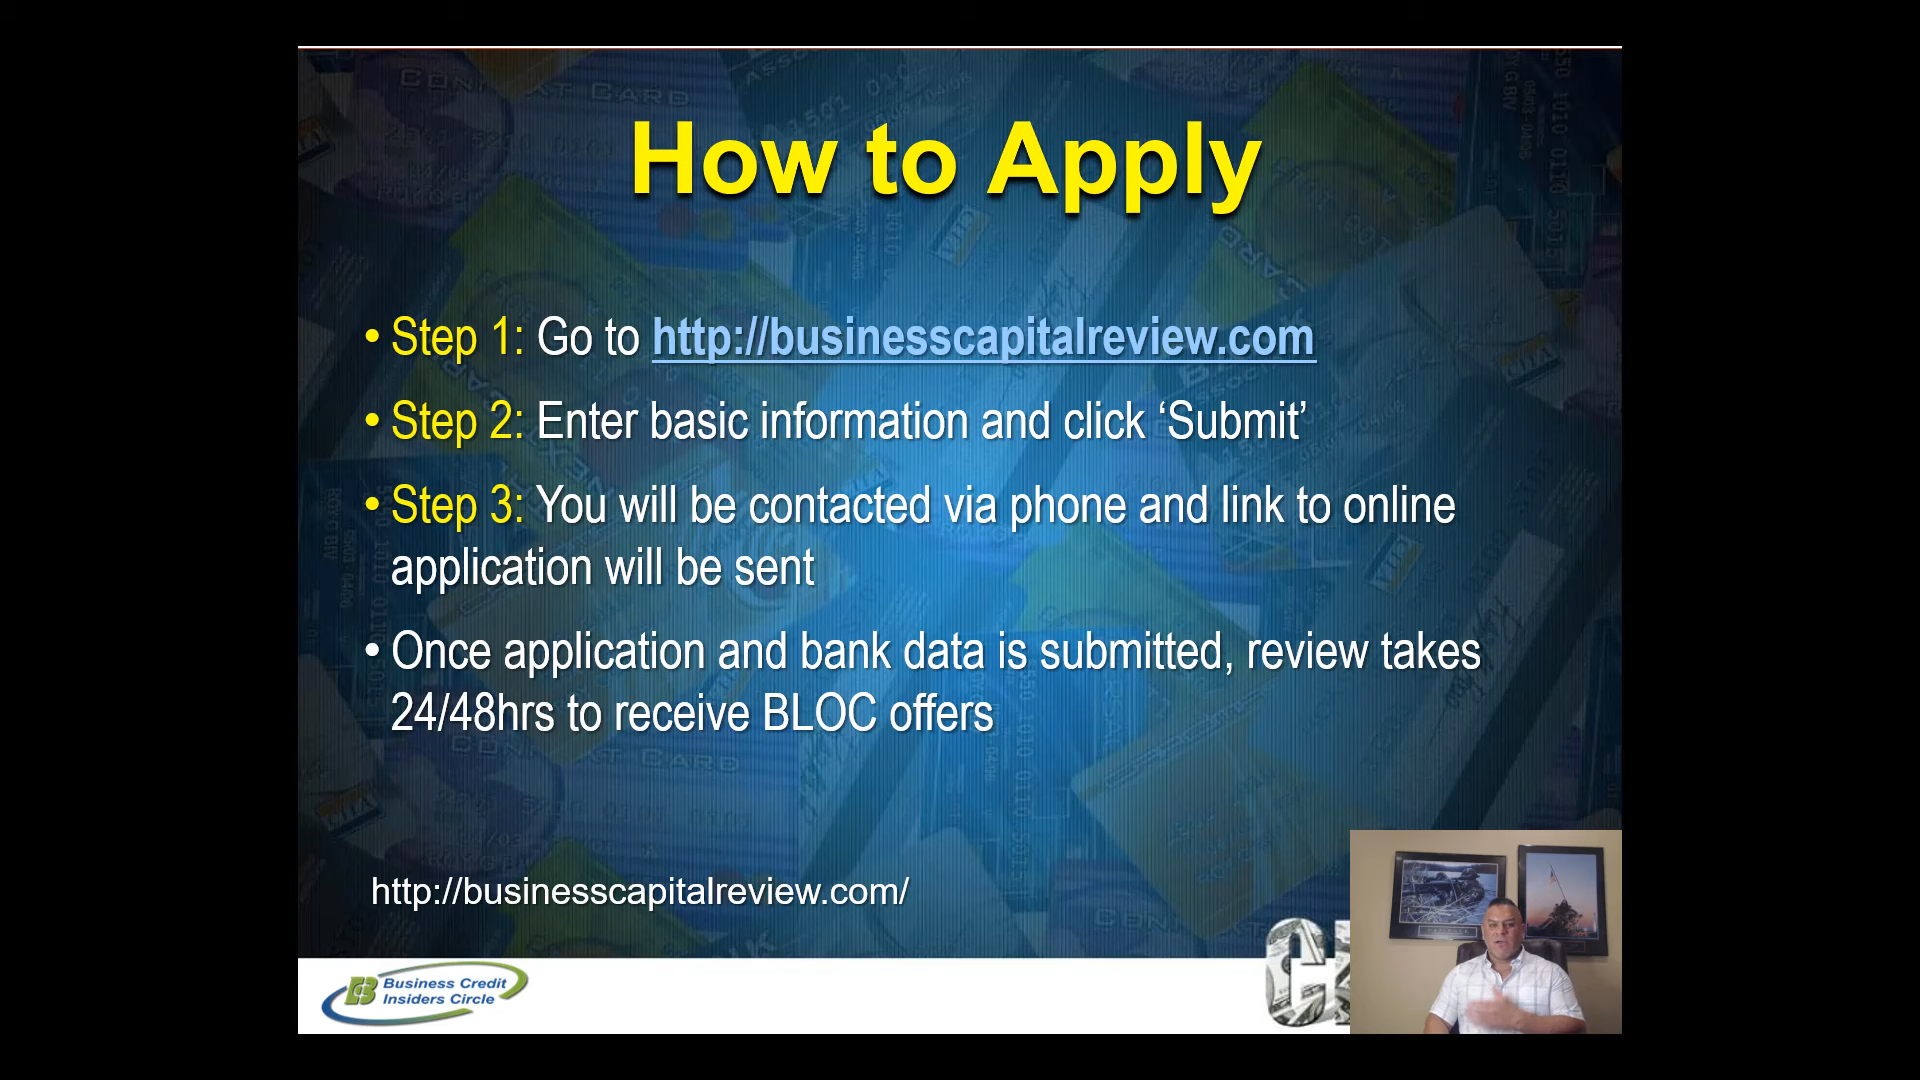 How to Apply
• Step 1: Go to http://businesscapitalreview.com
• Step 2: Enter basic information and click ‘Submit’
• Step 3: You will be contacted via phone and link to online
application will be sent
• Once application and bank data is submitted, review takes
24/48hrs to receive BLOC offers
http://businesscapitalreview.com/
Business Credit
Insiders Circle